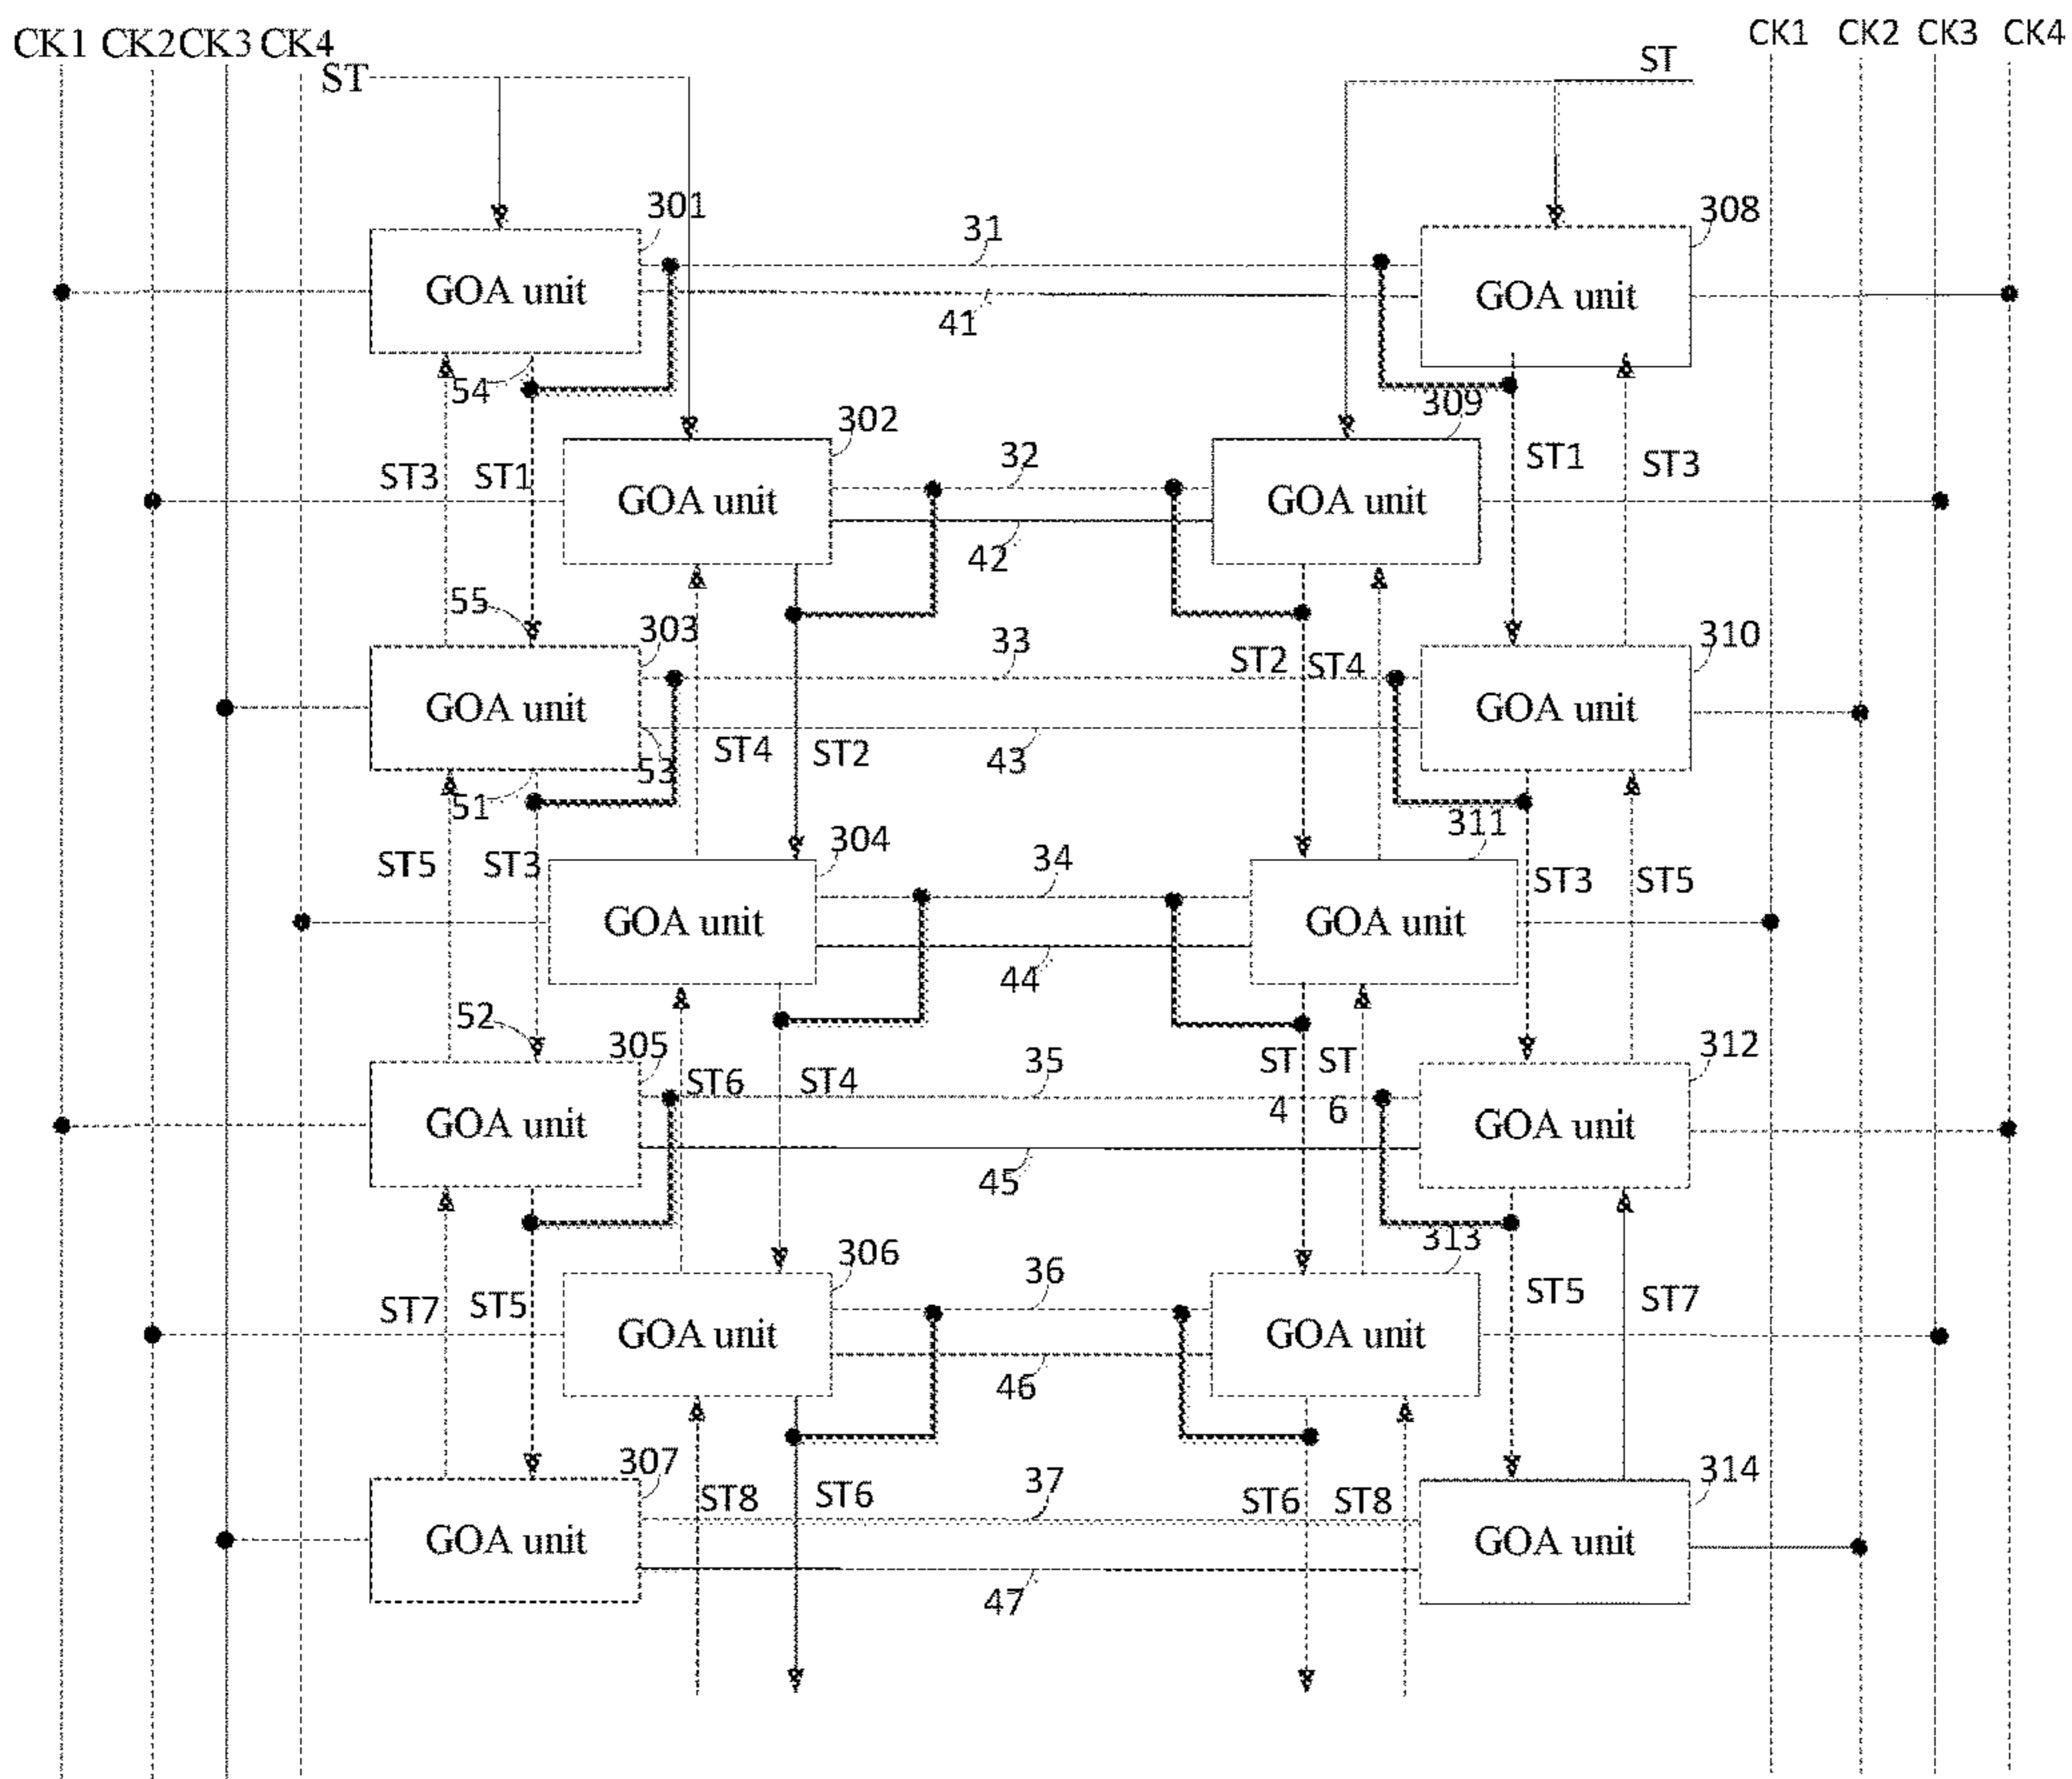 CK1 CK2 CK3 CK4
ST
ST
CK1 CK2 CK3 CK4
301
31
308
GOA unit
GOA unit
41
54
302
309
ST3 ST1
32
ST1 ST3
GOA unit
GOA unit
42
55
303
33
310
ST2 ST4
GOA unit
GOA unit
53
ST4 ST2
43
51
304
34
311
ST5 ST3
ST3 ST5
GOA unit
GOA unit
44
52
305
35
312
ST6 ST4
ST ST
4 6
GOA unit
GOA unit
45
306
36
313
ST7 ST5
ST5 ST7
GOA unit
GOA unit
46
307
37
314
ST8 ST6
ST6 ST8
GOA unit
GOA unit
47